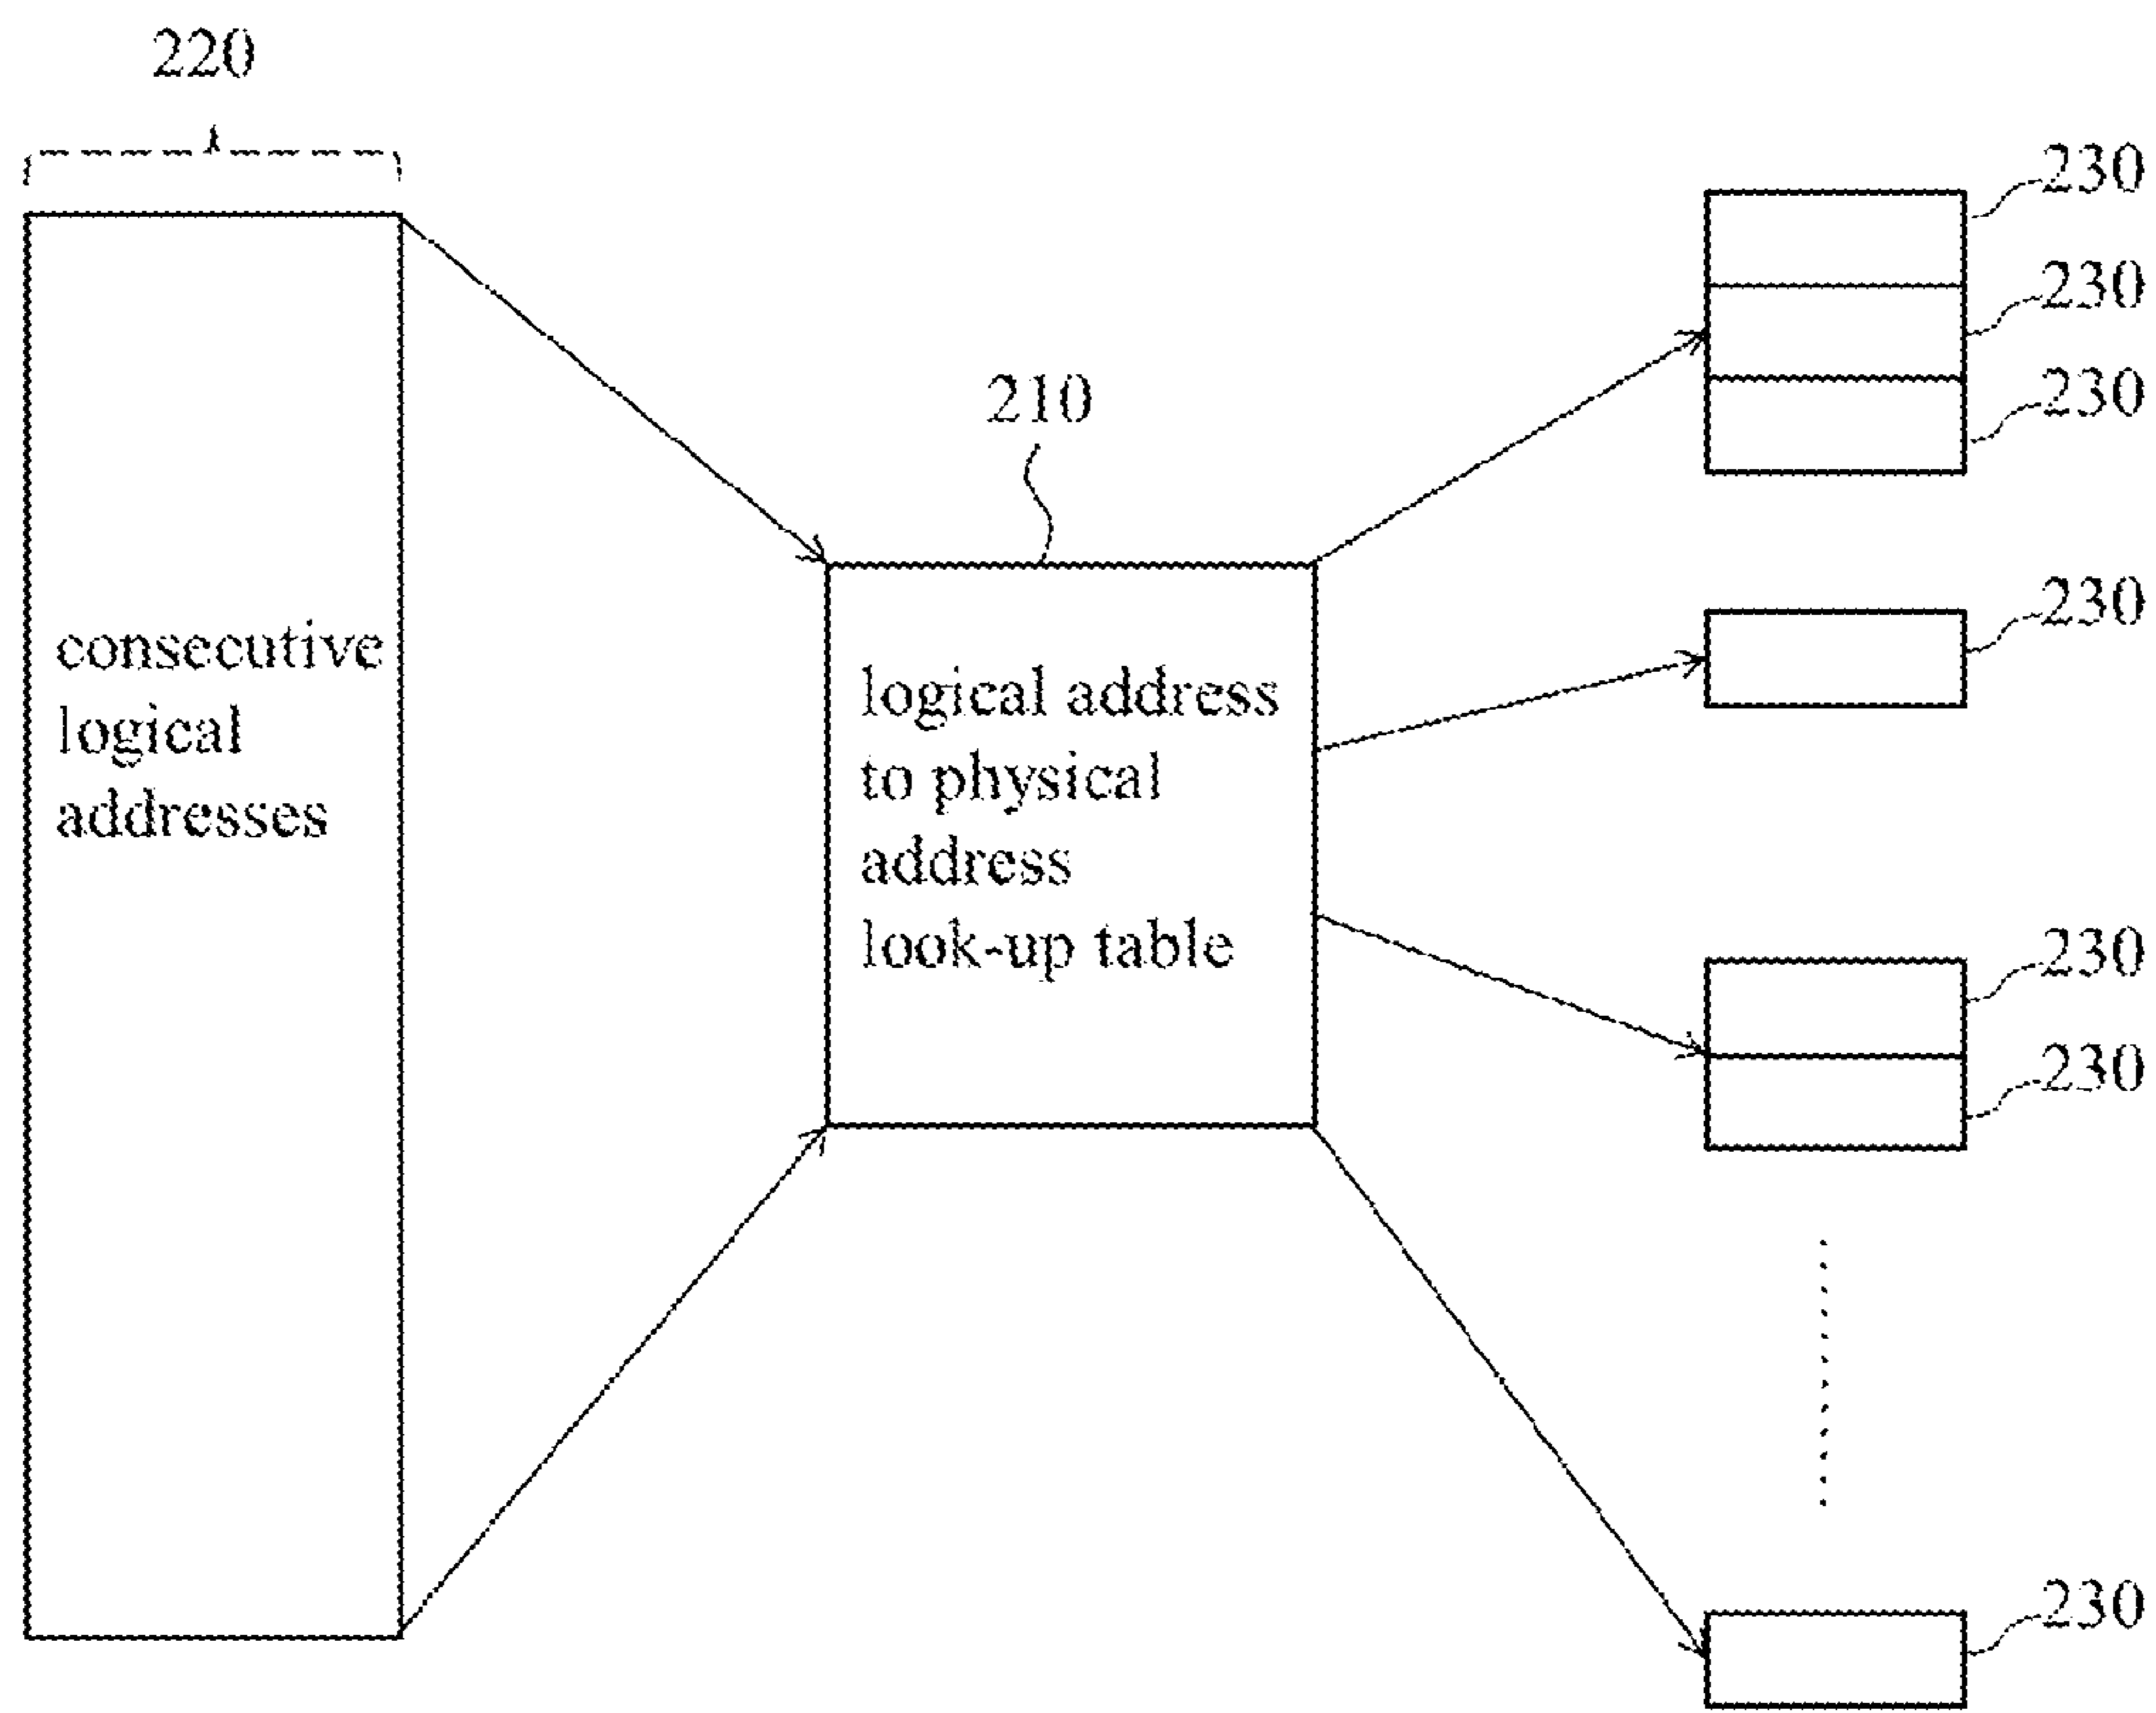 220
consecutive
logical
addresses
210
logical address
to physical
address
look-up table
230
230
230
230
230
230
230